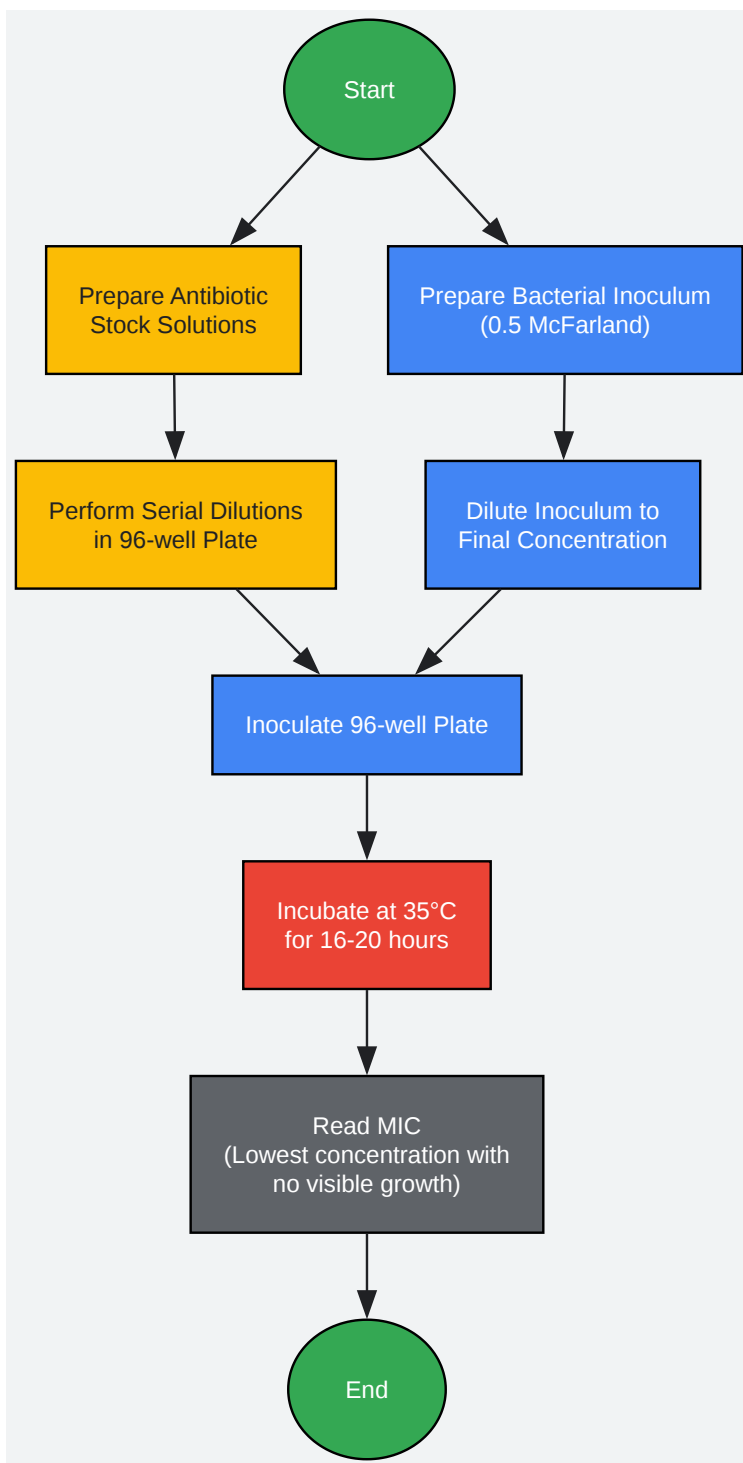 Start
Prepare Antibiotic
Stock Solutions
Prepare Bacterial Inoculum
(0.5 McFarland)
Perform Serial Dilutions
in 96-well Plate
Dilute Inoculum to
Final Concentration
Inoculate 96-well Plate
Incubate at 35°C
for 16-20 hours
Read MIC
(Lowest concentration with
no visible growth)
End